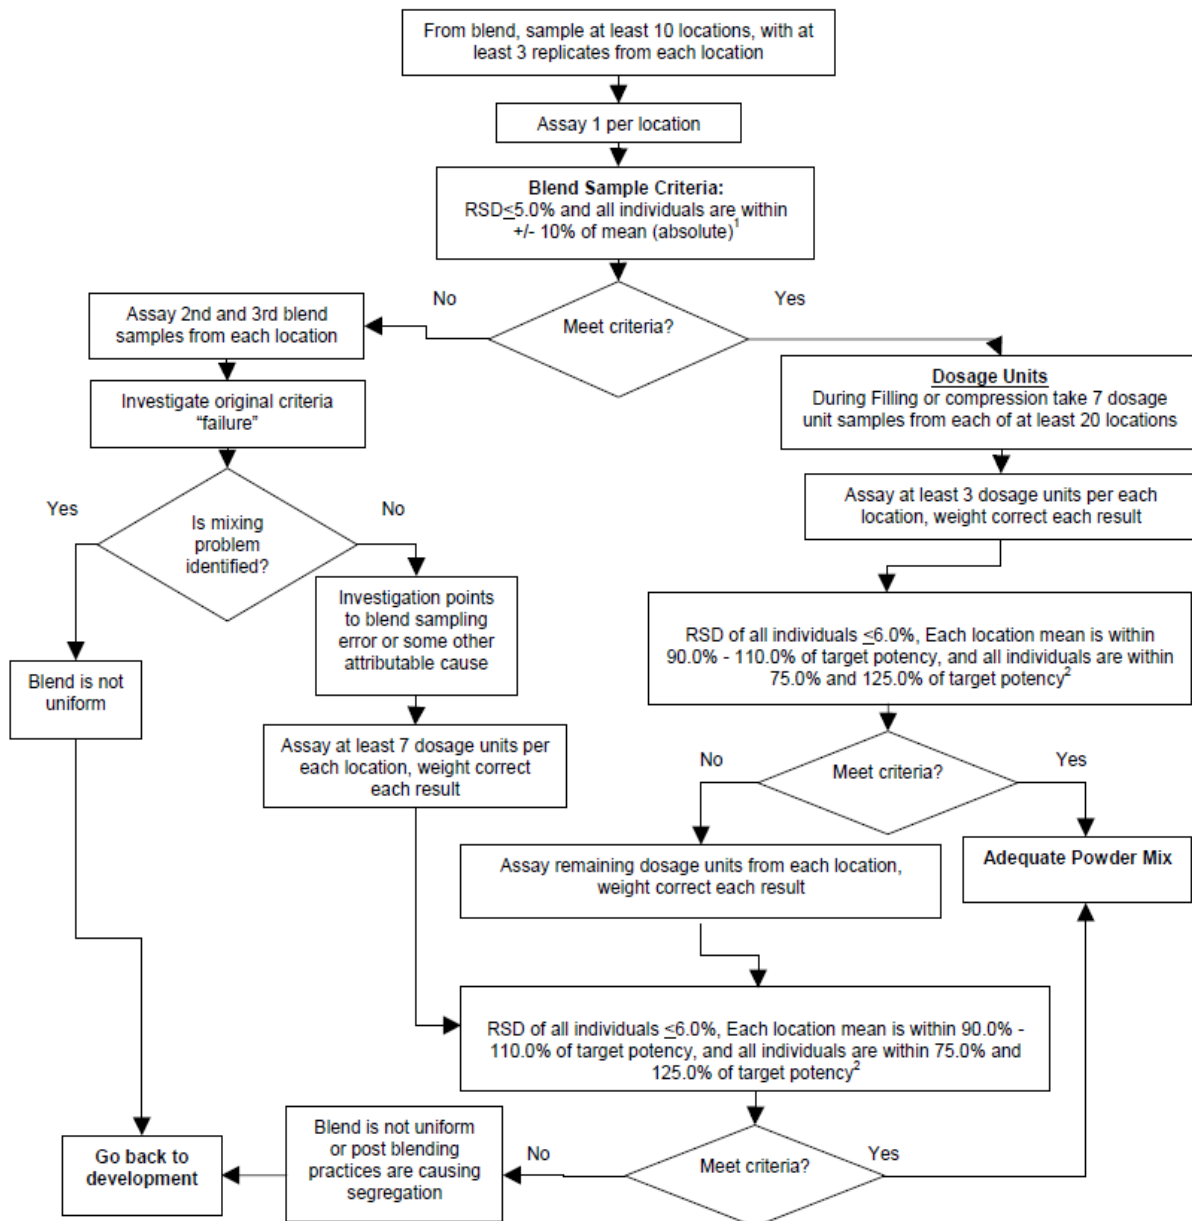 From blend, sample at least 10 locations, with at
least 3 replicates from each location
Assay 1 per location
Blend Sample Criteria:
RSD≤5.0% and all individuals are within
+/- 10% of mean (absolute)1
Meet criteria?
No
Yes
Assay 2nd and 3rd blend
samples from each location
Investigate original criteria
“failure”
Is mixing
problem
identified?
Yes
No
Blend is not
uniform
Investigation points
to blend sampling
error or some other
attributable cause
Assay at least 7 dosage units per
each location, weight correct
each result
Dosage Units
During Filling or compression take 7 dosage
unit samples from each of at least 20 locations
Assay at least 3 dosage units per each
location, weight correct each result
RSD of all individuals ≤6.0%, Each location mean is within
90.0% - 110.0% of target potency, and all individuals are within
75.0% and 125.0% of target potency2
Meet criteria?
No
Yes
Assay remaining dosage units from each location,
weight correct each result
Adequate Powder Mix
RSD of all individuals ≤6.0%, Each location mean is within 90.0% -
110.0% of target potency, and all individuals are within 75.0% and
125.0% of target potency2
Meet criteria?
No
Yes
Blend is not uniform
or post blending
practices are causing
segregation
Go back to
development